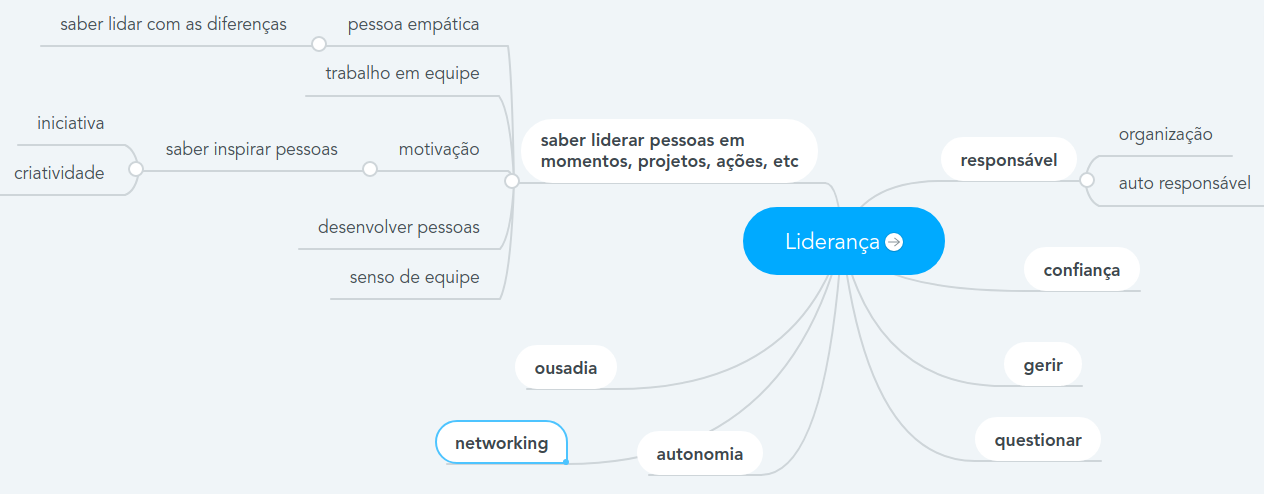 saber lidar com as diferenças
pessoa empática
trabalho em equipe
iniciativa
criatividade
saber inspirar pessoas
motivação
desenvolver pessoas
senso de equipe
saber liderar pessoas em
momentos, projetos, ações, etc
responsável
organização
auto responsável
Liderança
confiança
ousadia
gerir
networking
autonomia
questionar